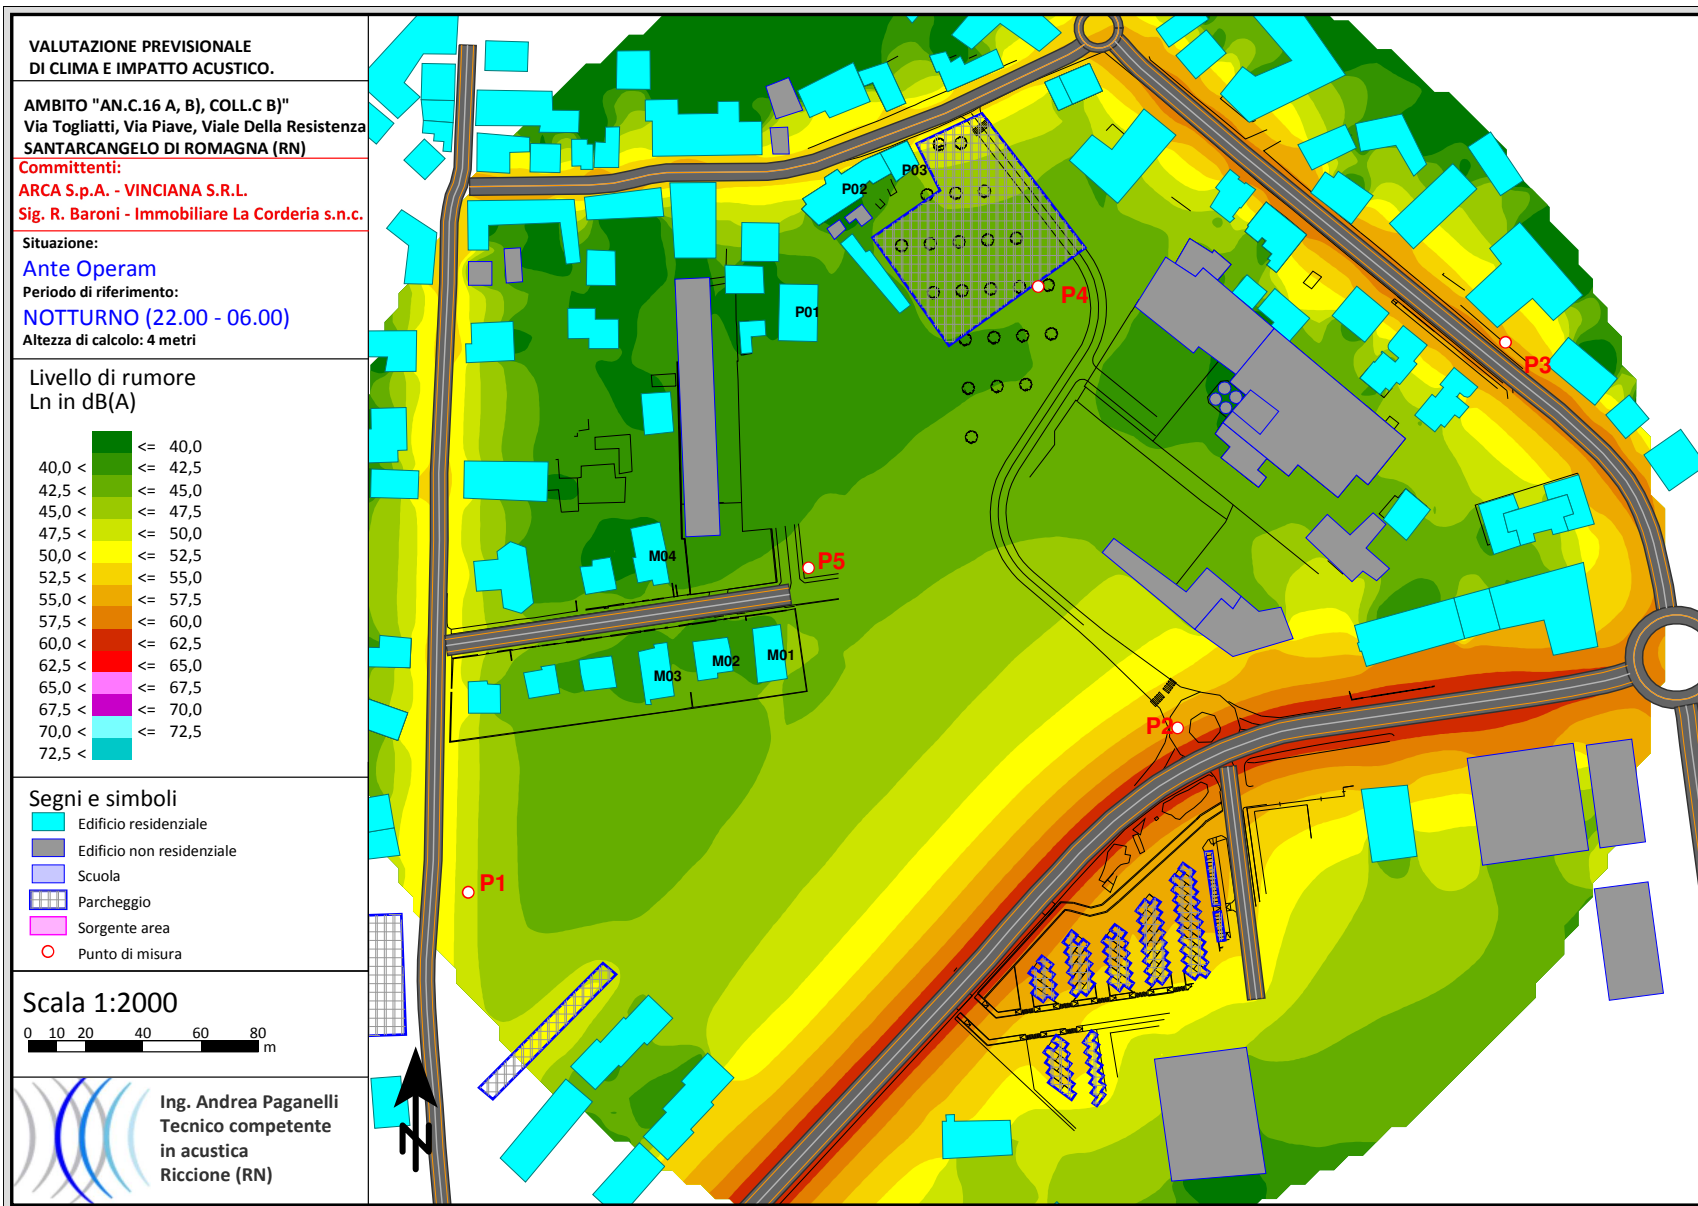 VALUTAZIONE PREVISIONALE
DI CLIMA E IMPATTO ACUSTICO.
AMBITO "AN.C.16 A, B), COLL.C B)"
Via Togliatti, Via Piave, Viale Della Resistenza
SANTARCANGELO DI ROMAGNA (RN)
Committenti:
ARCA S.p.A. - VINCIANA S.R.L.
Sig. R. Baroni - Immobiliare La Corderia s.n.c.
Situazione:
Ante Operam
Periodo di riferimento:
NOTTURNO (22.00 - 06.00)
Altezza di calcolo: 4 metri
Livello di rumore
Ln in dB(A)
<= 40,0
40,0 < <= 42,5
42,5 < <= 45,0
45,0 < <= 47,5
47,5 < <= 50,0
50,0 < <= 52,5
52,5 < <= 55,0
55,0 < <= 57,5
57,5 < <= 60,0
60,0 < <= 62,5
62,5 < <= 65,0
65,0 < <= 67,5
67,5 < <= 70,0
70,0 < <= 72,5
72,5 <
Segni e simboli
Edificio residenziale
Edificio non residenziale
Scuola
Parcheggio
Sorgente area
Punto di misura
Scala 1:2000
0 10 20 40 60 80
m
Ing. Andrea Paganelli
Tecnico competente
in acustica
Riccione (RN)
P03
P02
P4
P01
P3
M04
P5
M01
M02
M03
P2
P1
N